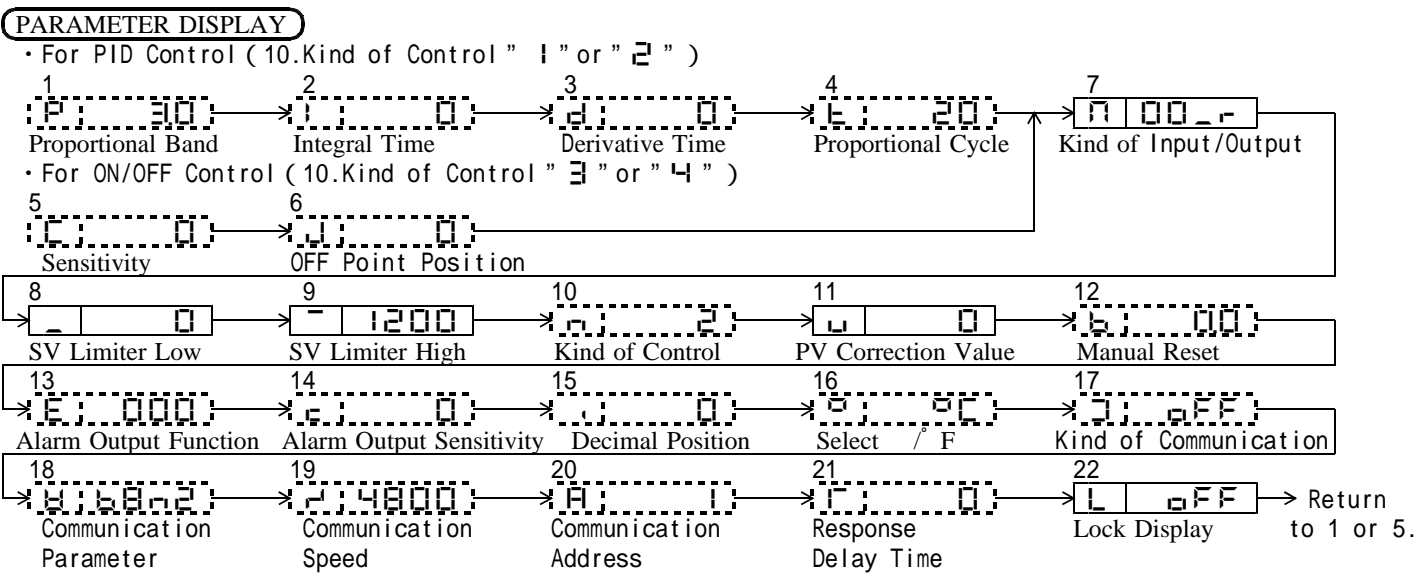 PARAMETER DISPLAY
・For PID Control (10.Kind of Control" 1 "or " 2 " )
1 2 3 4 7
P 3.0 I 0 d 0 t 20 00_r
Proportional Band Integral Time Derivative Time Proportional Cycle Kind of Input/Output
・For ON/OFF Control (10.Kind of Control " 3 "or " 4 " )
5 6
C 0 0
Sensitivity OFF Point Position
8 9 10 11 12
_ 0 ¯ 1200 n 2 u 0 b 0.0
SV Limiter Low SV Limiter High Kind of Control PV Correction Value Manual Reset
13 14 15 16 17
E 000 c 0 0 ° °C oFF
Alarm Output Function Alarm Output Sensitivity Decimal Position Select /° F Kind of Communication
18 19 20 21 22
b8n2 4800 A 1 0 L oFF Return
Communication Communication Communication Response Lock Display to 1 or 5.
Parameter Speed Address Delay Time